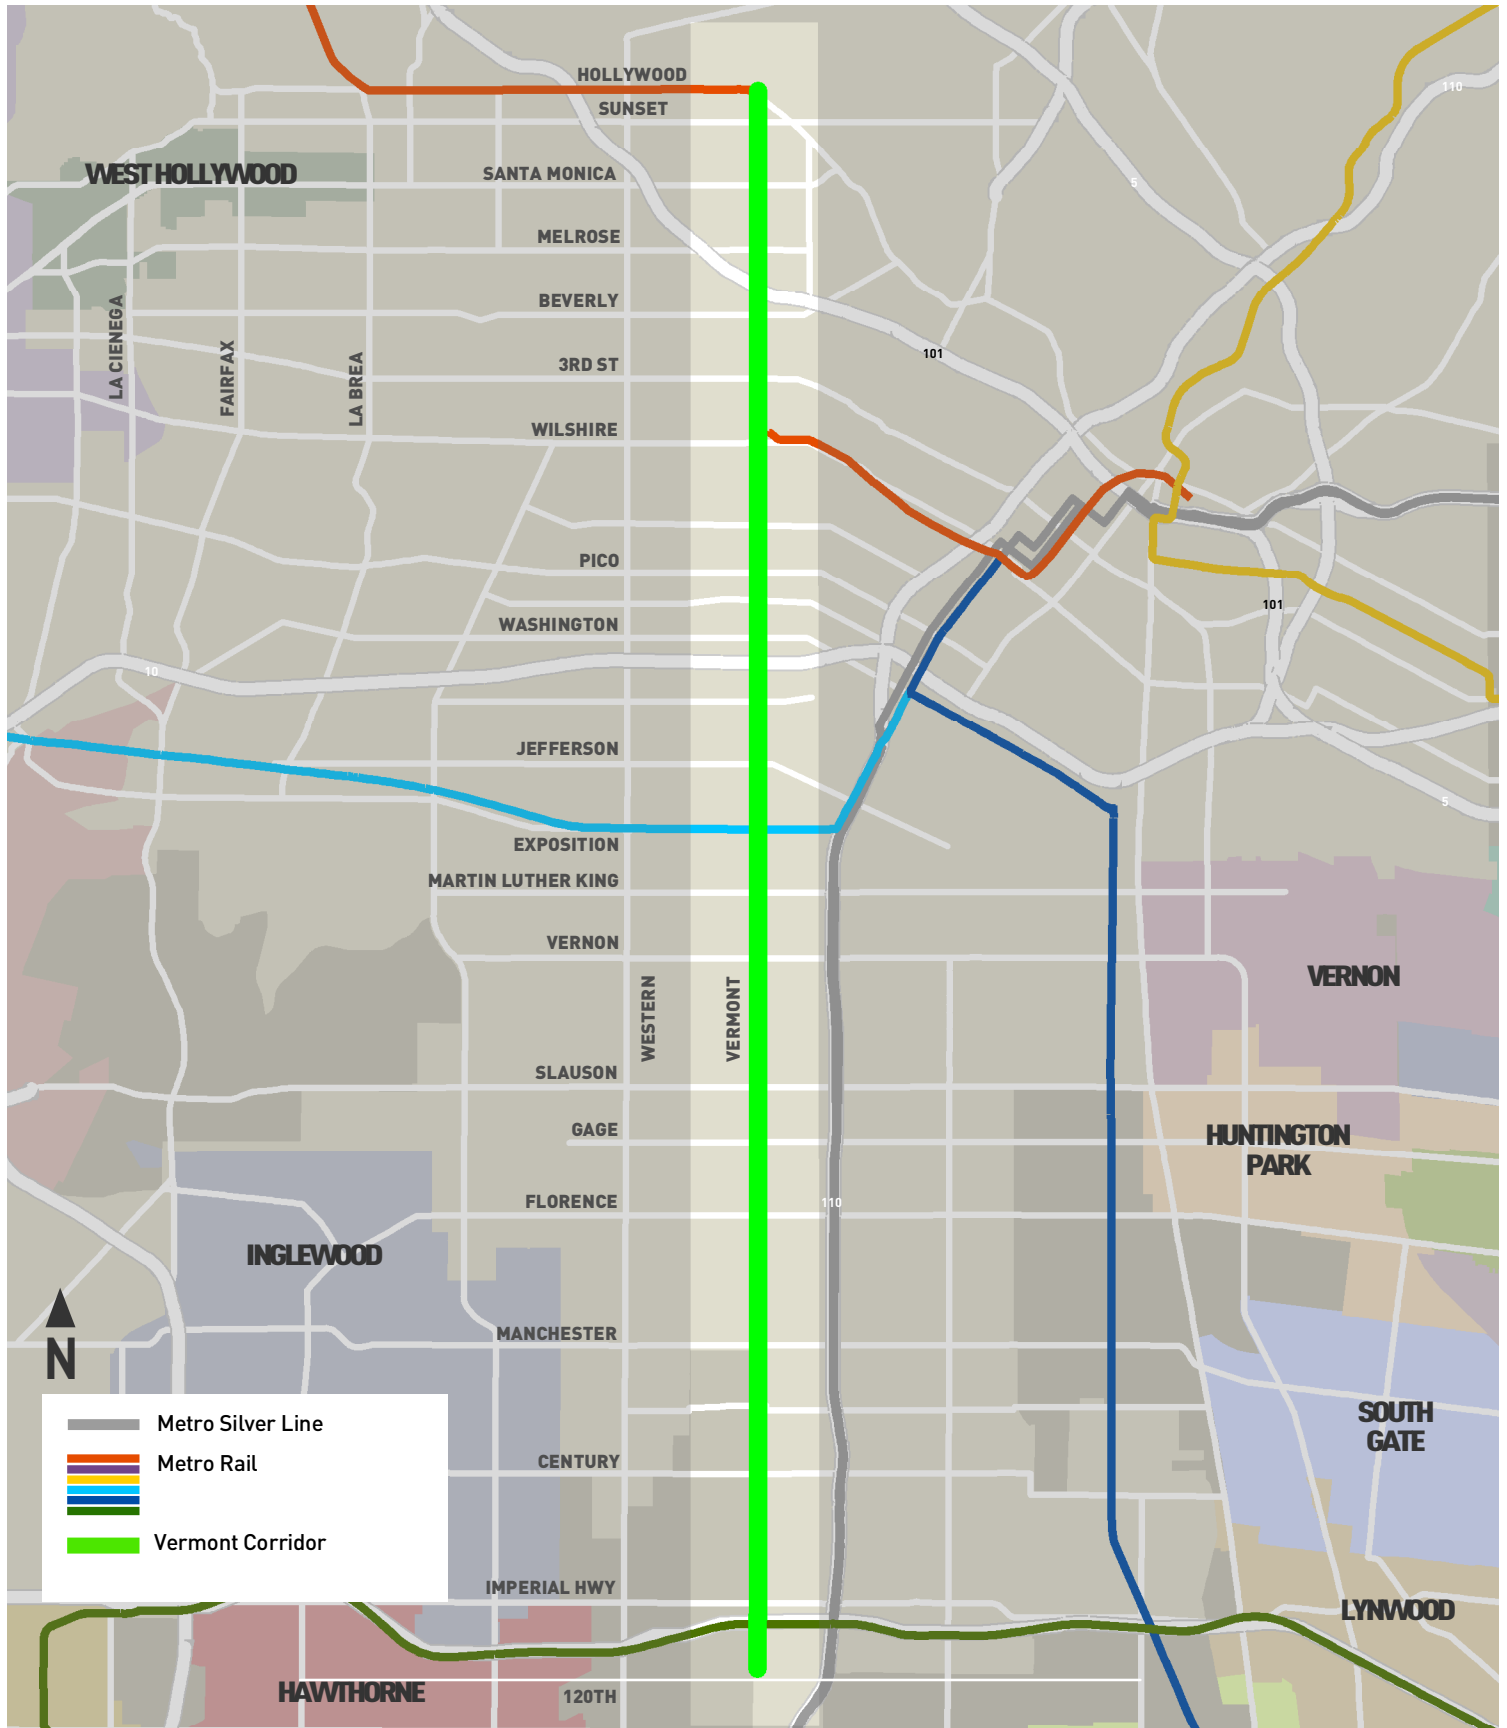 HOLLYWOOD
110
SUNSET
WEST HOLLYWOOD
SANTA MONICA
5
MELROSE
BEVERLY
LA CIENEGA
FAIRFAX
LA BREA
3RD ST
101
WILSHIRE
PICO
101
WASHINGTON
10
JEFFERSON
5
EXPOSITION
MARTIN LUTHER KING
VERNON
VERNON
WESTERN
VERMONT
SLAUSON
GAGE
HUNTINGTON
PARK
FLORENCE
110
INGLEWOOD
N
MANCHESTER
SOUTH
GATE
Metro Silver Line
Metro Rail
CENTURY
Vermont Corridor
IMPERIAL HWY
LYNWOOD
HAWTHORNE
120TH